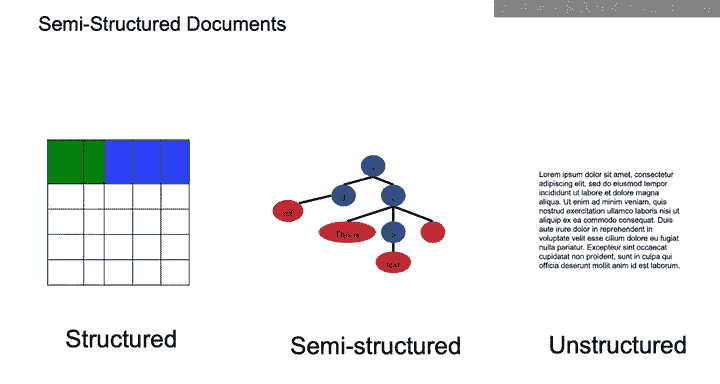 Semi-Structured Documents
Lorem ipsum dolor sit amet, consectetur
adipiscing elit, sed do eiusmod tempor
incididunt ut labore et dolore magna
aliqua. Ut enim ad minim veniam, quis
nostrud exercitation ullamco laboris nisi ut
aliquip ex ea commodo consequat. Duis
aute irure dolor in reprehenderit in
voluptate velit esse cillum dolore eu fugiat
nulla pariatur. Excepteur sint occaecat
cupidatat non proident, sunt in culpa qui
officia deserunt mollit anim id est laborum.
Structured
Semi-structured
Unstructured